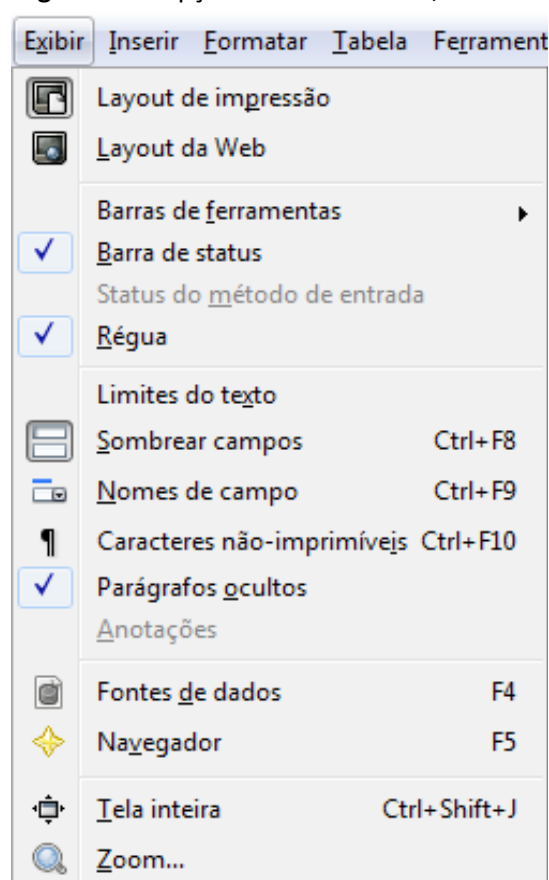 Exibir Inserir Formatar Tabela Ferrament
Layout de impressão
Layout da Web
Barras de ferramentas
Barra de status
Status do método de entrada
Régua
Limites do texto
Sombrear campos Ctrl+F8
Nomes de campo Ctrl+F9
Caracteres não-imprimíveis Ctrl+F10
Parágrafos ocultos
Anotações
Fontes de dados F4
Navegador F5
Tela inteira Ctrl+Shift+J
Zoom...